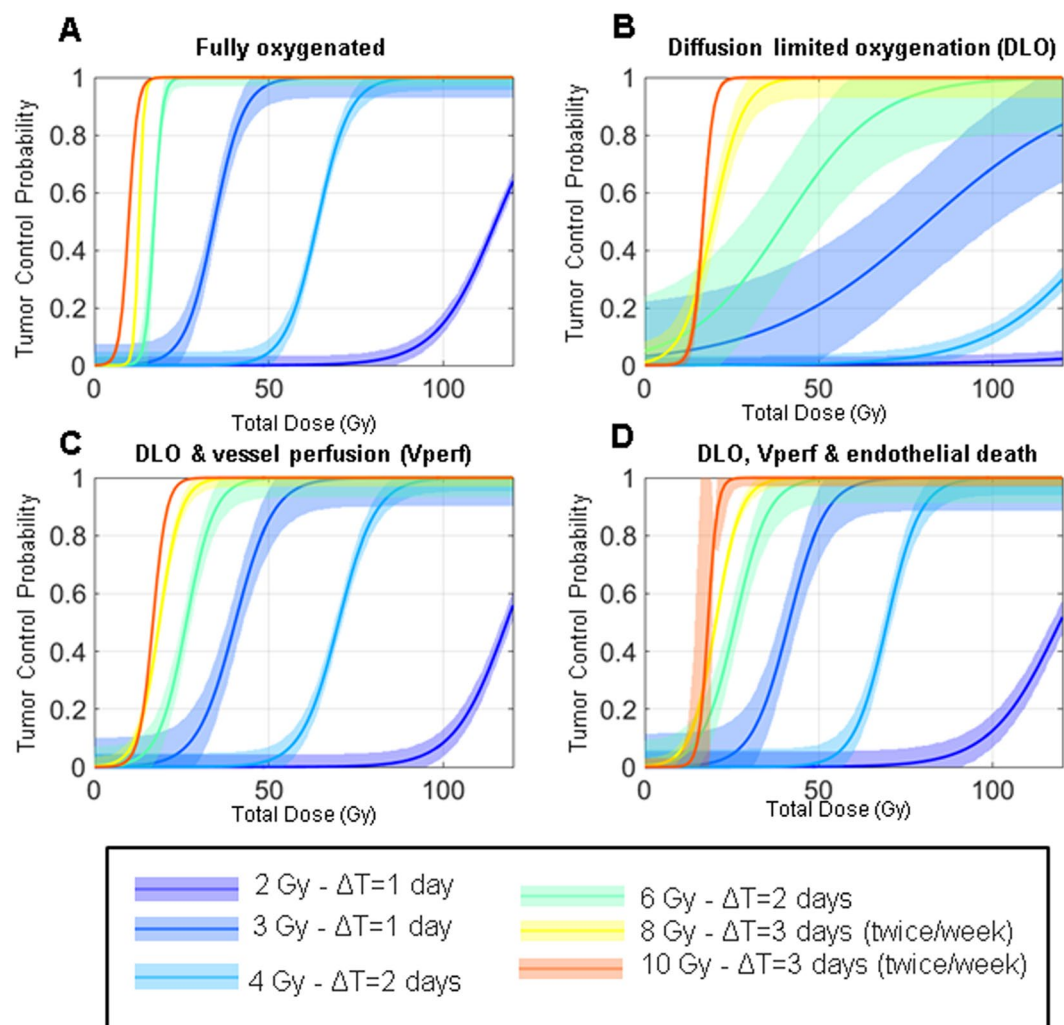 A
Fully oxygenated
Tumor Control Probability
1
0.8
0.6
0.4
0.2
0
0
50
100
Total Dose (Gy)
B
Diffusion limited oxygenation (DLO)
Tumor Control Probability
1
0.8
0.6
0.4
0.2
0
0
50
100
Total Dose (Gy)
C
DLO & vessel perfusion (Vperf)
Tumor Control Probability
1
0.8
0.6
0.4
0.2
0
0
50
100
Total Dose (Gy)
D
DLO, Vperf & endothelial death
Tumor Control Probability
1
0.8
0.6
0.4
0.2
0
0
50
100
Total Dose (Gy)
2 Gy - ΔT=1 day
3 Gy - ΔT=1 day
4 Gy - ΔT=2 days
6 Gy - ΔT=2 days
8 Gy - ΔT=3 days (twice/week)
10 Gy - ΔT=3 days (twice/week)